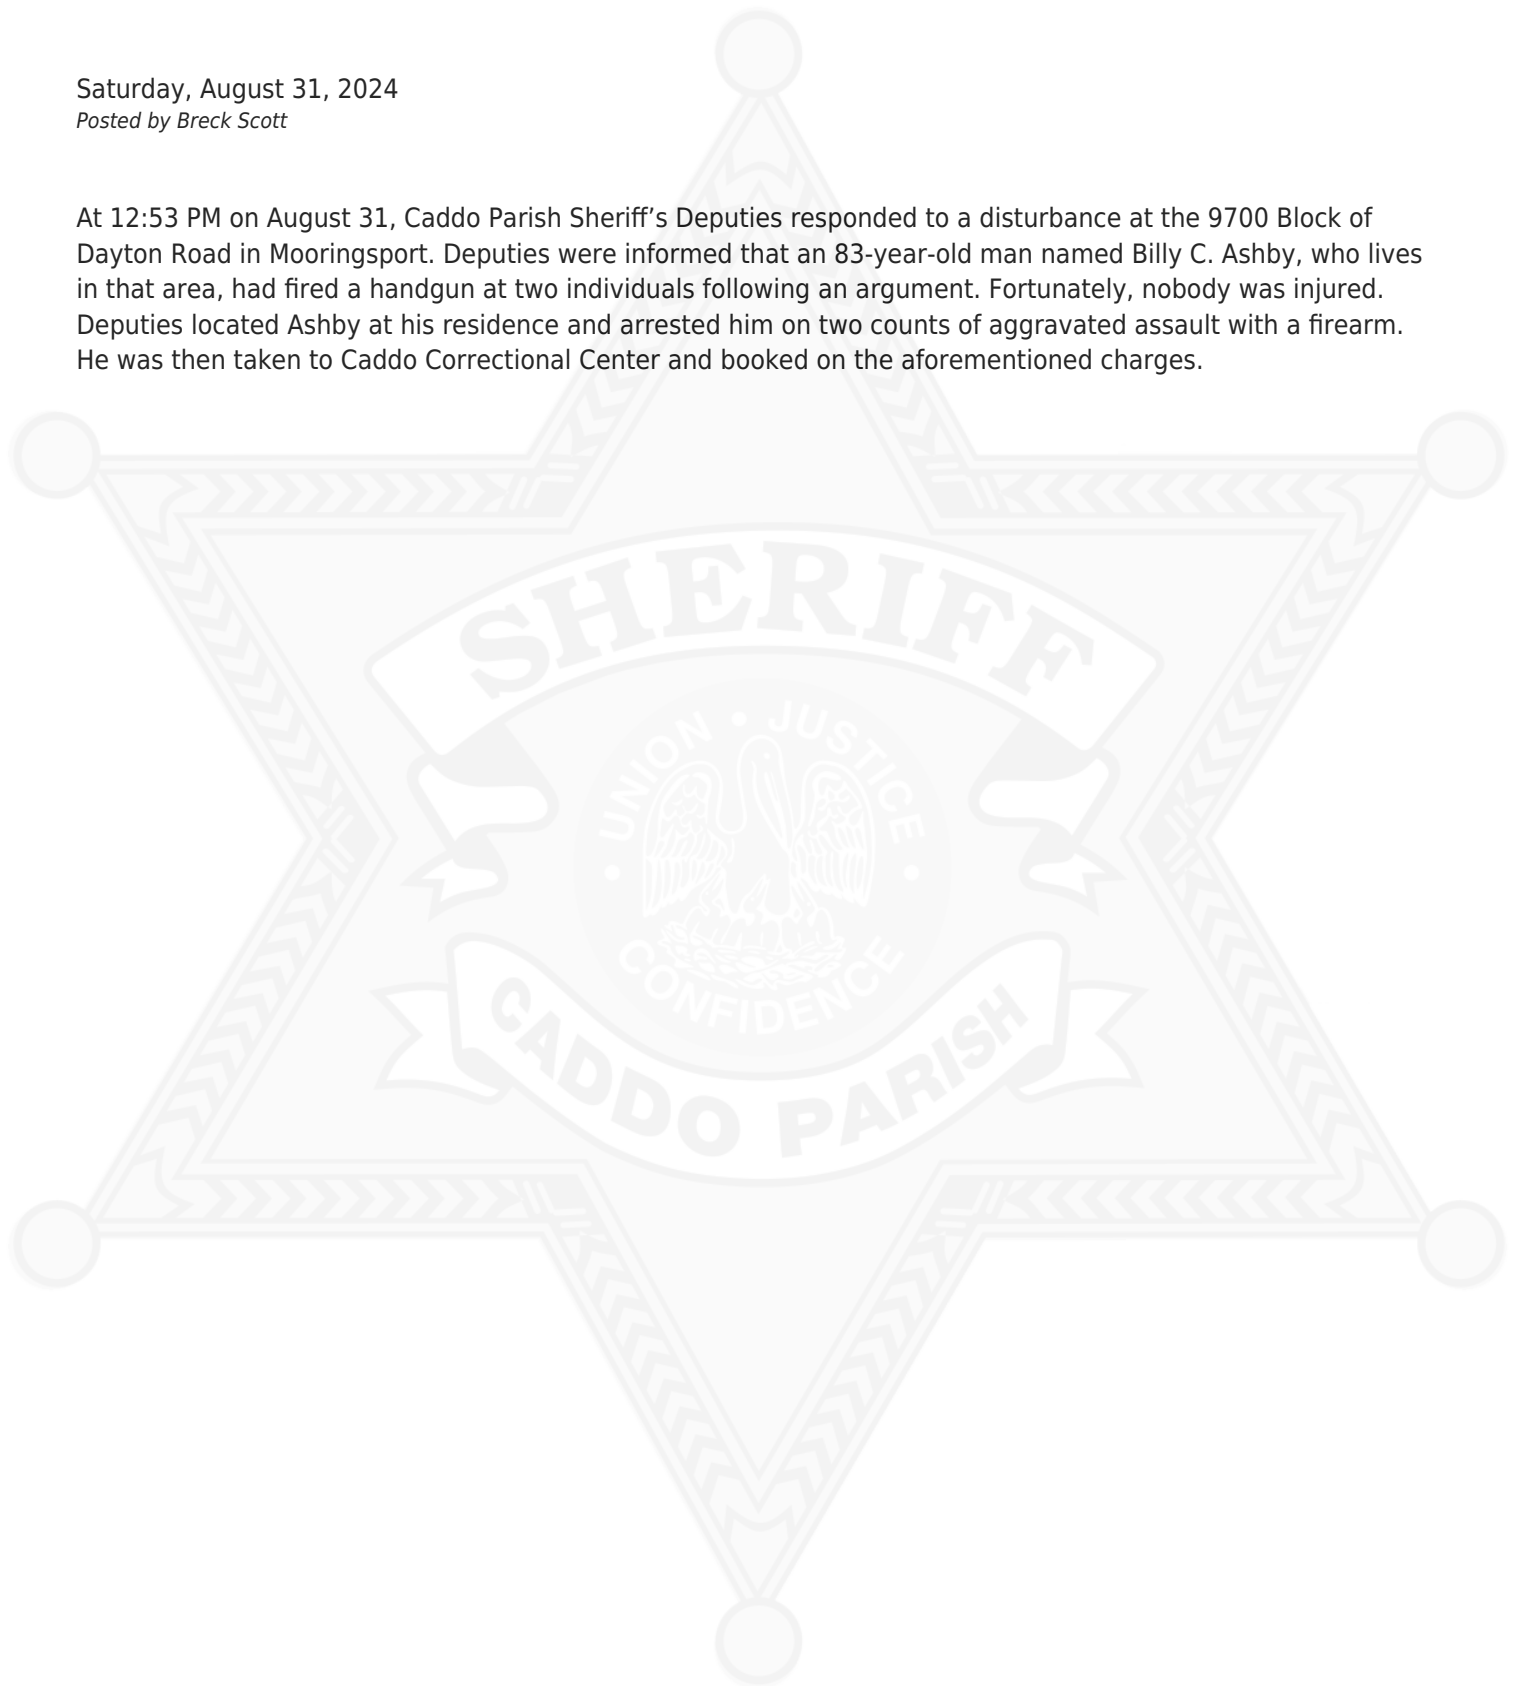 Saturday, August 31, 2024
Posted by Breck Scott
At 12:53 PM on August 31, Caddo Parish Sheriff’s Deputies responded to a disturbance at the 9700 Block of
Dayton Road in Mooringsport. Deputies were informed that an 83-year-old man named Billy C. Ashby, who lives
in that area, had fired a handgun at two individuals following an argument. Fortunately, nobody was injured.
Deputies located Ashby at his residence and arrested him on two counts of aggravated assault with a firearm.
He was then taken to Caddo Correctional Center and booked on the aforementioned charges.
SHERIFF
UNION • JUSTICE
• CONFIDENCE •
CADDO PARISH